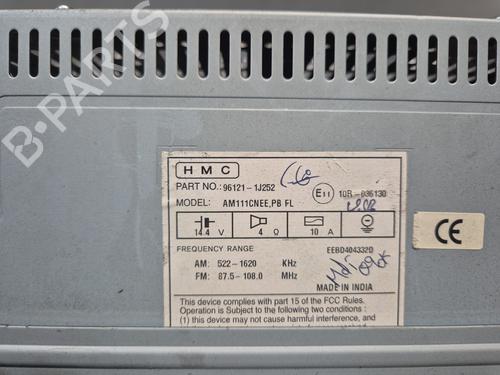 B-PARTS
HMC
PART NO.: 96121-1J252
MODEL: AM111CNEE,PB FL
E11 10R-036130
14.4 V 4 Ω 10 A
FREQUENCY RANGE
EEBD404332D
AM: 522-1620 KHz
FM: 87.5-108.0 MHz
MADE IN INDIA
This device complies with part 15 of the FCC Rules.
Operation is Subject to the following two conditions :
(1) this device may not cause harmful interference, and
CE